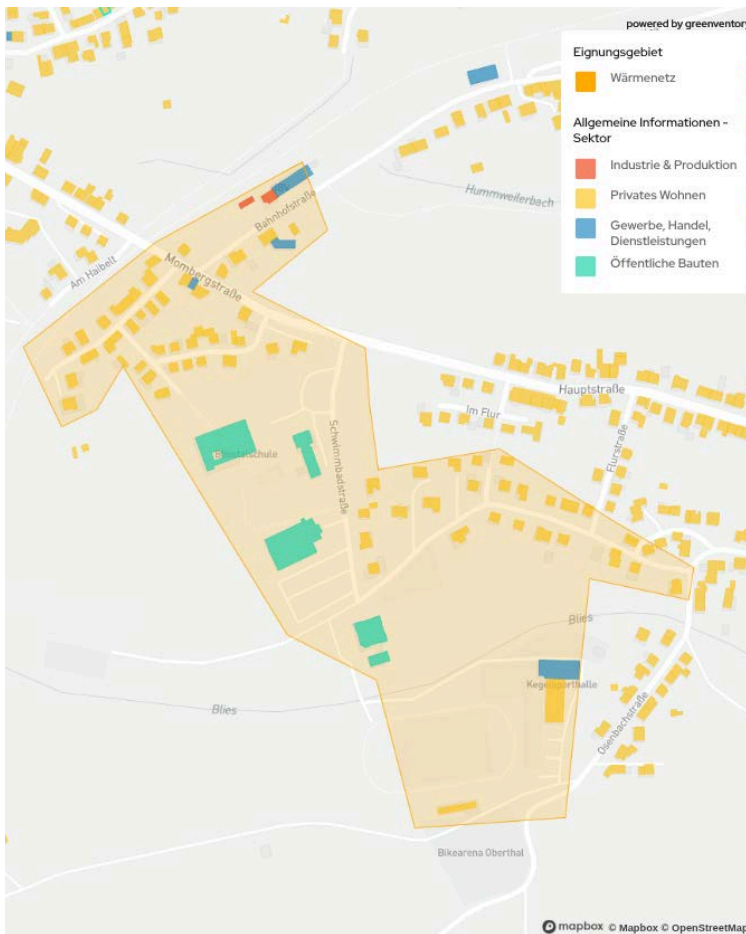 powered by greenventory
Eignungsgebiet
Wärmenetz
Allgemeine Informationen -
Sektor
Industrie & Produktion
Privates Wohnen
Gewerbe, Handel,
Dienstleistungen
Öffentliche Bauten
Hummweilerbach
Bahnhofstraße
Am Haibelt
Mombergstraße
Hauptstraße
Im Flur
Flurstraße
Schwimmbadstraße
Blies
Kegelsporthalle
Blies
Osenbachstraße
Bikearena Oberthal
mapbox © Mapbox © OpenStreetMap